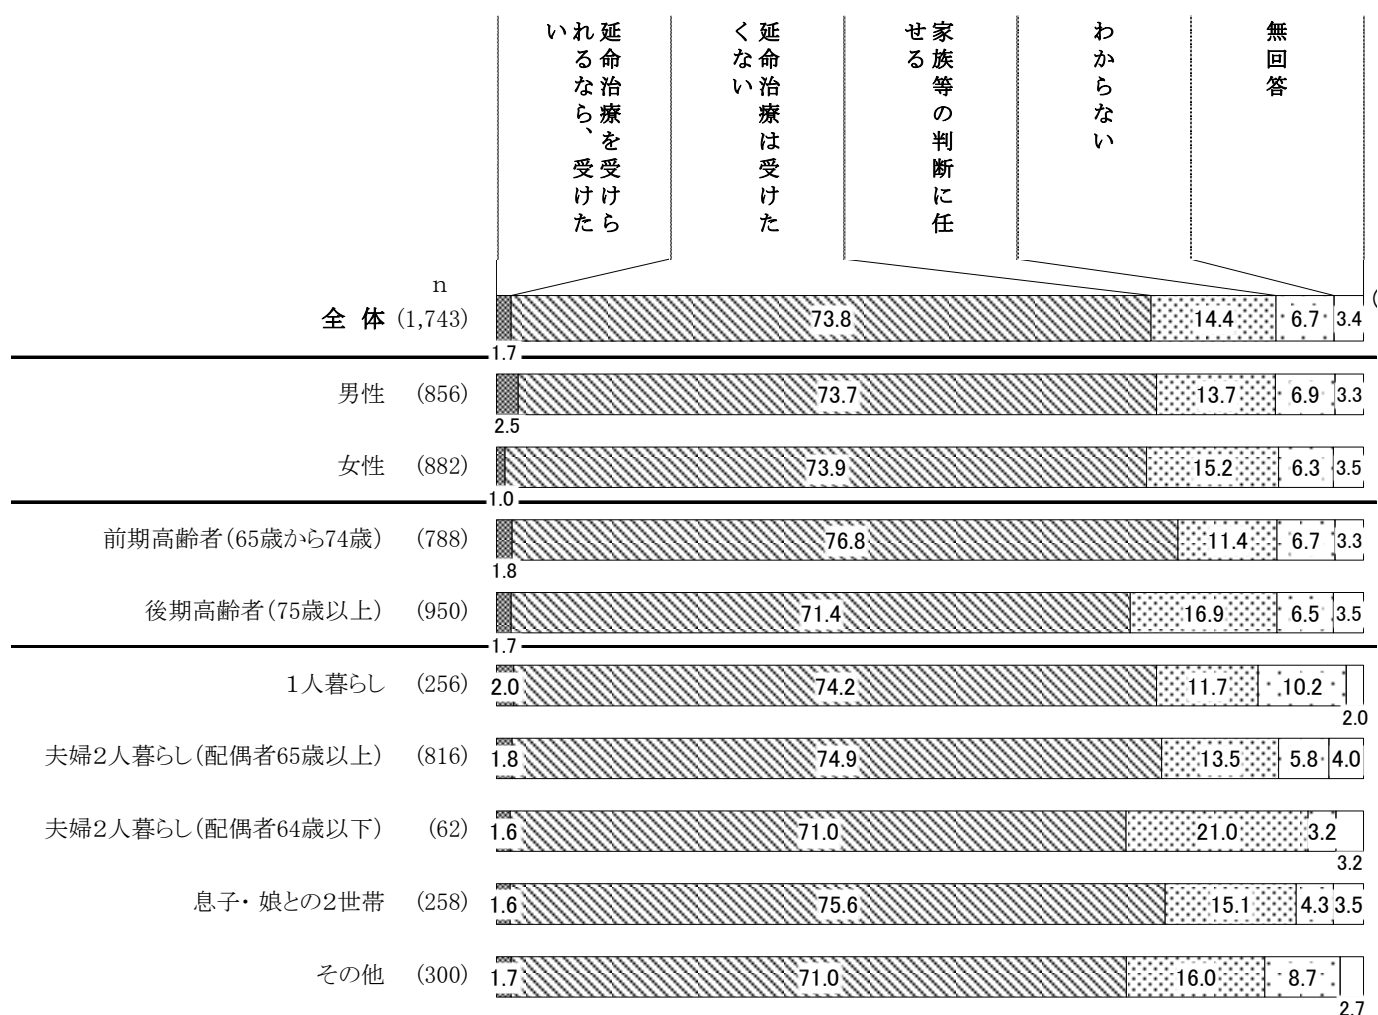 延命治療を受けら
れるなら、受けた
い
延命治療は受けた
くない
家族等の判断に任
せる
わからない
無回答
n
(
全 体 (1,743) 73.8 14.4 6.7 3.4
1.7
男性 (856) 73.7 13.7 6.9 3.3
2.5
女性 (882) 73.9 15.2 6.3 3.5
1.0
前期高齢者(65歳から74歳) (788) 76.8 11.4 6.7 3.3
1.8
後期高齢者(75歳以上) (950) 71.4 16.9 6.5 3.5
1.7
1人暮らし (256) 2.0 74.2 11.7 10.2
2.0
夫婦2人暮らし(配偶者65歳以上) (816) 1.8 74.9 13.5 5.8 4.0
夫婦2人暮らし(配偶者64歳以下) (62) 1.6 71.0 21.0 3.2
3.2
息子・娘との2世帯 (258) 1.6 75.6 15.1 4.3 3.5
その他 (300) 1.7 71.0 16.0 8.7
2.7